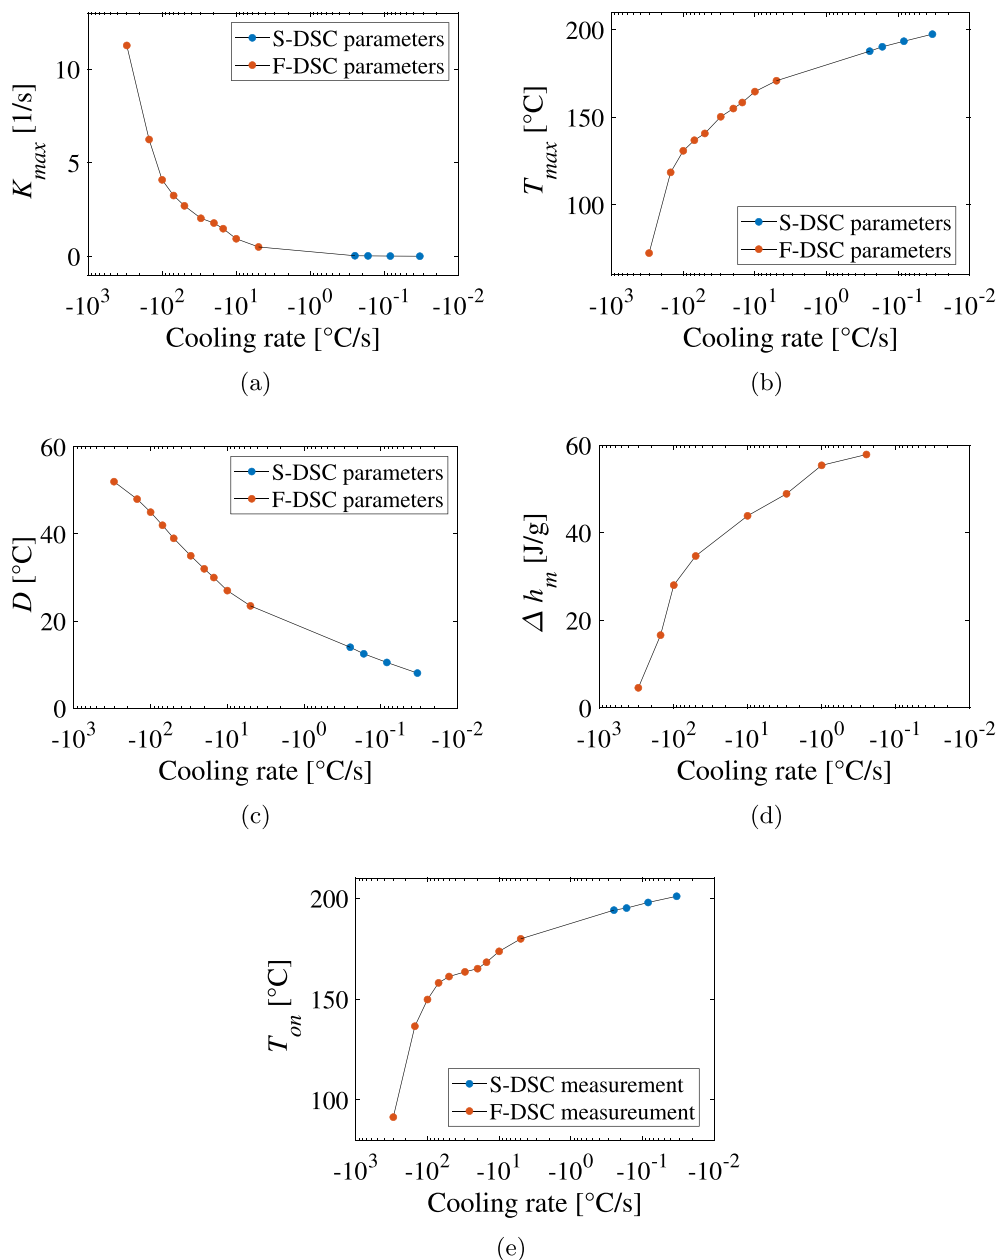 K_max [1/s]
10
5
0
S-DSC parameters
F-DSC parameters
-10^3 -10^2 -10^1 -10^0 -10^-1 -10^-2
Cooling rate [°C/s]
(a)
T_max [°C]
200
150
100
S-DSC parameters
F-DSC parameters
-10^3 -10^2 -10^1 -10^0 -10^-1 -10^-2
Cooling rate [°C/s]
(b)
D [°C]
60
40
20
0
S-DSC parameters
F-DSC parameters
-10^3 -10^2 -10^1 -10^0 -10^-1 -10^-2
Cooling rate [°C/s]
(c)
Δ h_m [J/g]
60
40
20
0
-10^3 -10^2 -10^1 -10^0 -10^-1 -10^-2
Cooling rate [°C/s]
(d)
T_on [°C]
200
150
100
S-DSC measurement
F-DSC measureument
-10^3 -10^2 -10^1 -10^0 -10^-1 -10^-2
Cooling rate [°C/s]
(e)